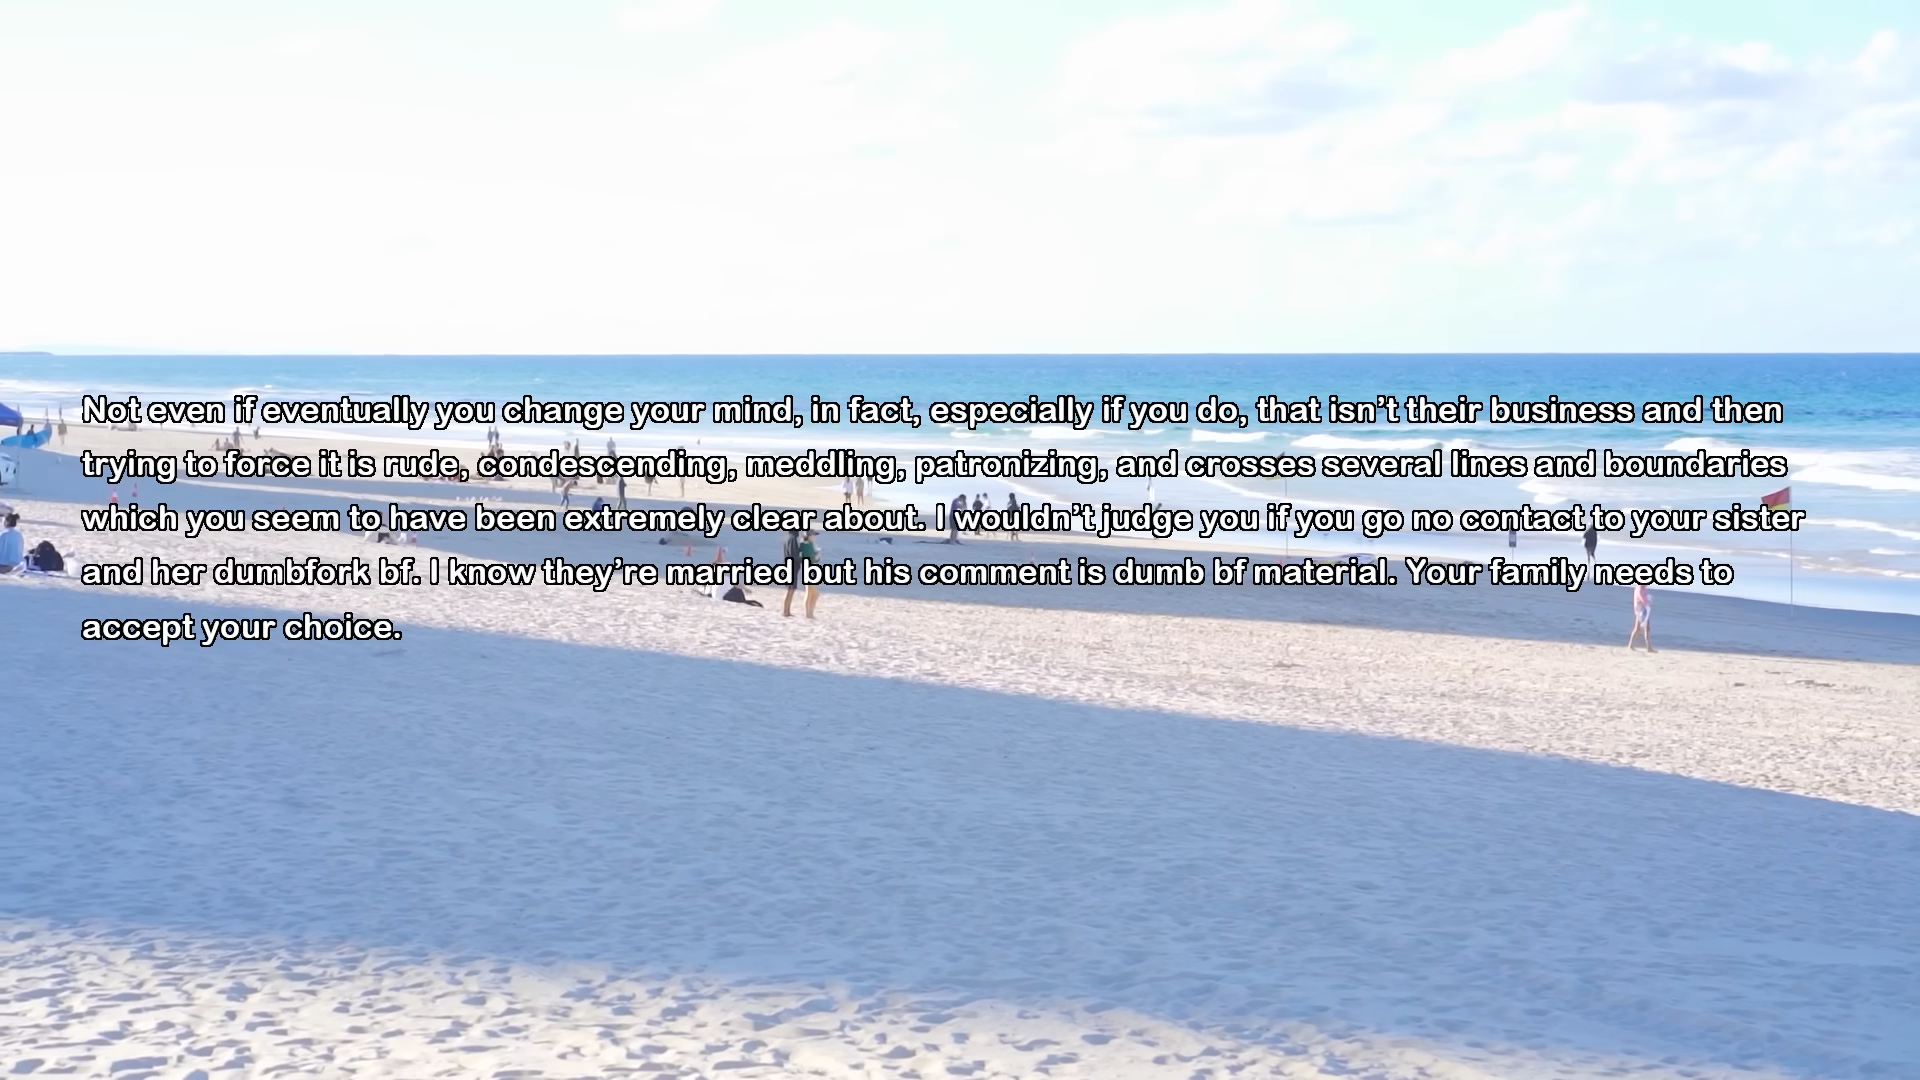 Not even if eventually you change your mind, in fact, especially if you do, that isn’t their business and then
trying to force it is rude, condescending, meddling, patronizing, and crosses several lines and boundaries
which you seem to have been extremely clear about. I wouldn’t judge you if you go no contact to your sister
and her dumbfork bf. I know they’re married but his comment is dumb bf material. Your family needs to
accept your choice.